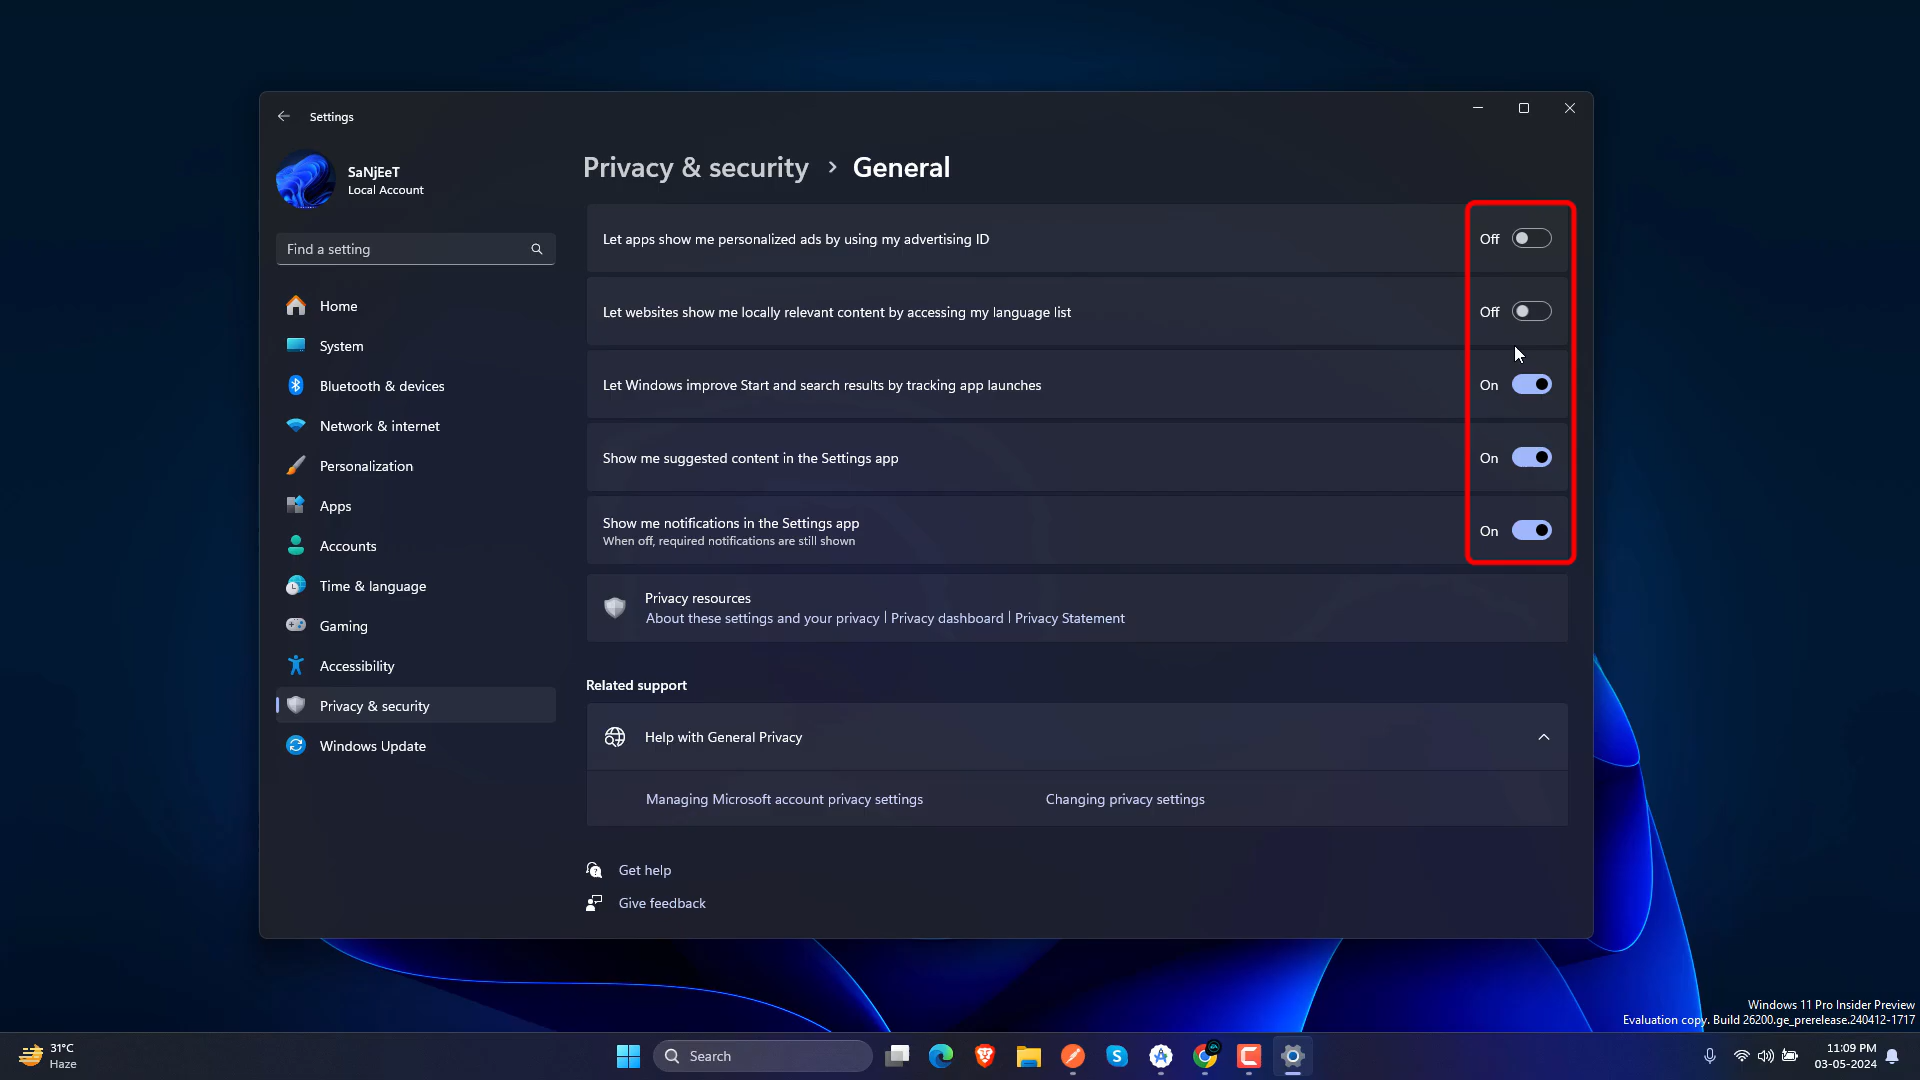 Settings
SaNjEeT
Local Account
Find a setting
Home
System
Bluetooth & devices
Network & internet
Personalization
Apps
Accounts
Time & language
Gaming
Accessibility
Privacy & security
Windows Update
Privacy & security > General
Let apps show me personalized ads by using my advertising ID Off
Let websites show me locally relevant content by accessing my language list Off
Let Windows improve Start and search results by tracking app launches On
Show me suggested content in the Settings app On
Show me notifications in the Settings app On
When off, required notifications are still shown
Privacy resources
About these settings and your privacy | Privacy dashboard | Privacy Statement
Related support
Help with General Privacy
Managing Microsoft account privacy settings Changing privacy settings
Get help
Give feedback
Windows 11 Pro Insider Preview
Evaluation copy. Build 26200.ge_prerelease.240412-1717
31°C
Haze
Search
11:09 PM
03-05-2024